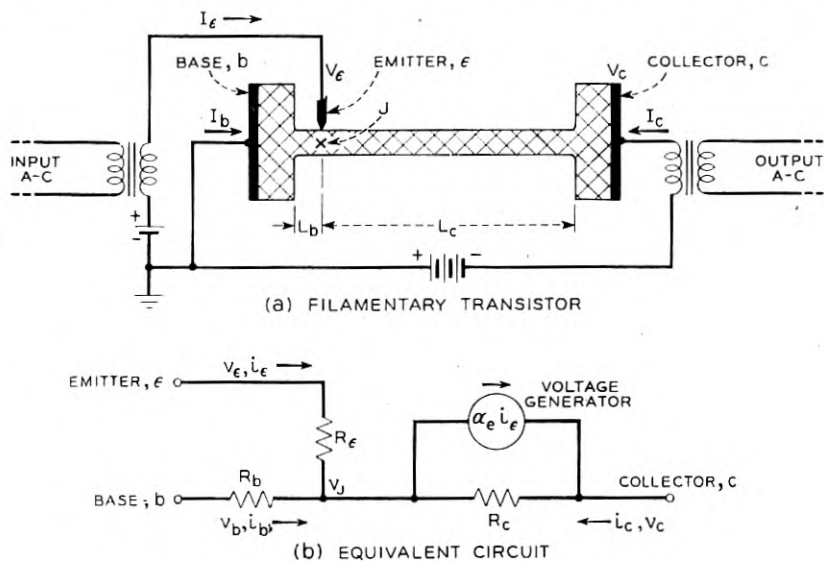 I_ε
BASE, b
V_ε
EMITTER, ε
V_c
COLLECTOR, C
I_b
J
I_c
INPUT
A-C
OUTPUT
A-C
+
-
L_b
L_c
+ -
(a) FILAMENTARY TRANSISTOR
EMITTER, ε
v_ε, i_ε
VOLTAGE
GENERATOR
α_e i_ε
R_ε
R_b
V_J
BASE, b
COLLECTOR, C
v_b, i_b
R_c
i_c, v_c
(b) EQUIVALENT CIRCUIT